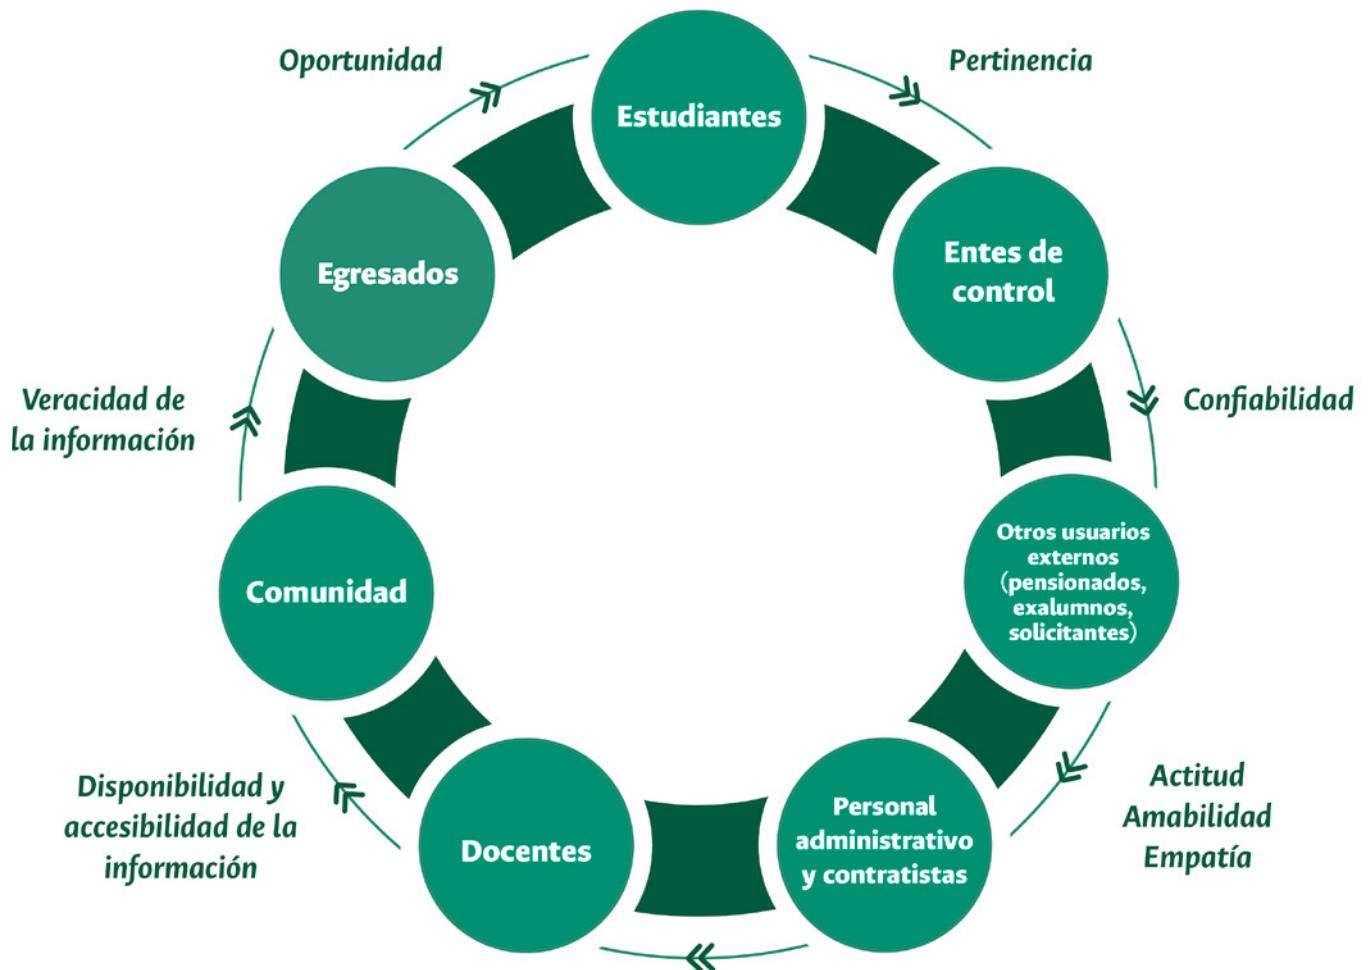 Oportunidad
Estudiantes
Pertinencia
Egresados
Entes de
control
Veracidad de
la información
Confiabilidad
Comunidad
Otros usuarios
externos
(pensionados,
exalumnos,
solicitantes)
Disponibilidad y
accesibilidad de la
información
Docentes
Personal
administrativo
y contratistas
Actitud
Amabilidad
Empatía